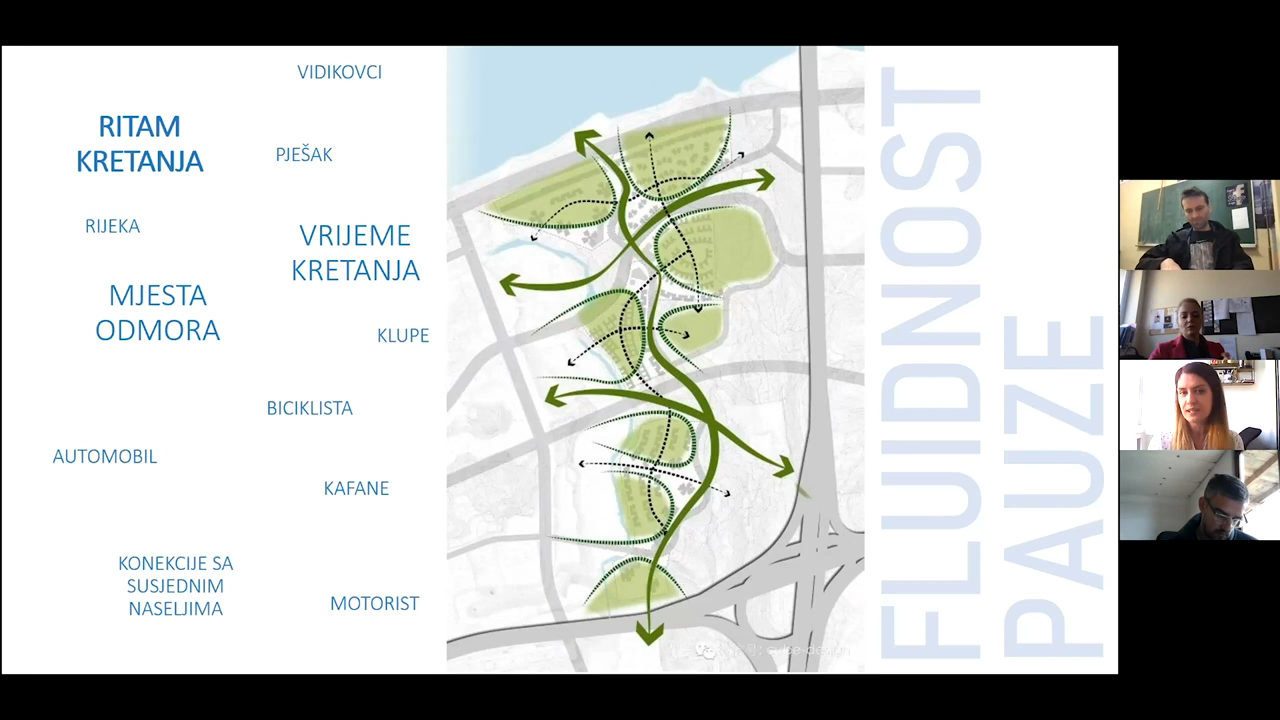 VIDIKOVCI
RITAM
KRETANJA
PJEŠAK
RIJEKA
VRIJEME
KRETANJA
MJESTA
ODMORA
KLUPE
BICIKLISTA
AUTOMOBIL
KAFANE
KONEKCIJE SA
SUSJEDNIM
NASELJIMA
MOTORIST
FLUIDNOST
PAUZE